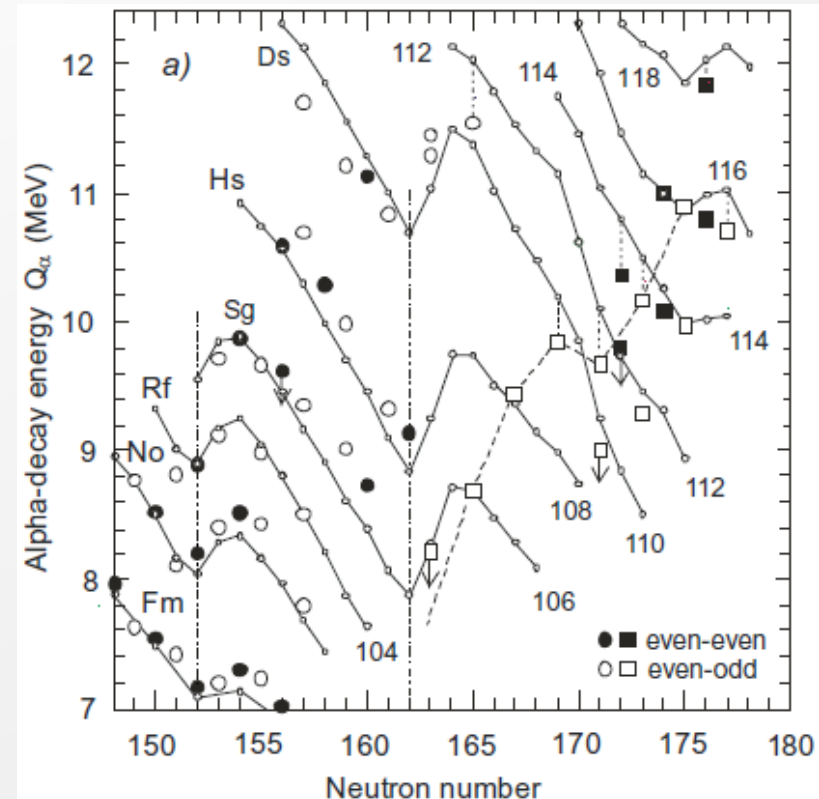 a)
Ds
112
114
118
116
Hs
Sg
Rf
No
Fm
114
112
110
108
106
104
even-even
even-odd
12
11
10
9
8
7
Alpha-decay energy Qα (MeV)
150 155 160 165 170 175 180
Neutron number